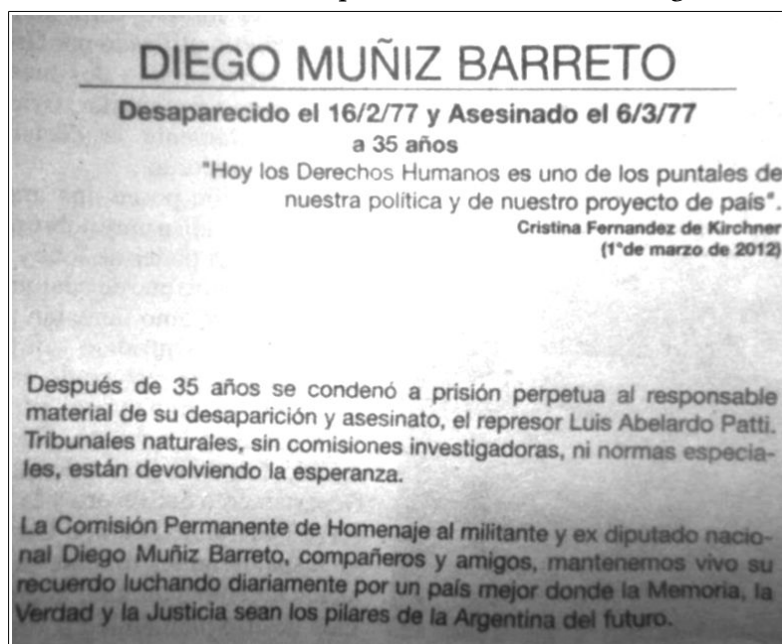 DIEGO MUÑIZ BARRETO
Desaparecido el 16/2/77 y Asesinado el 6/3/77
a 35 años
"Hoy los Derechos Humanos es uno de los puntales de
nuestra política y de nuestro proyecto de país".
Cristina Fernandez de Kirchner
(1°de marzo de 2012)
Después de 35 años se condenó a prisión perpetua al responsable
material de su desaparición y asesinato, el represor Luis Abelardo Patti.
Tribunales naturales, sin comisiones investigadoras, ni normas especia-
les, están devolviendo la esperanza.
La Comisión Permanente de Homenaje al militante y ex diputado nacio-
nal Diego Muñiz Barreto, compañeros y amigos, mantenemos vivo su
recuerdo luchando diariamente por un país mejor donde la Memoria, la
Verdad y la Justicia sean los pilares de la Argentina del futuro.